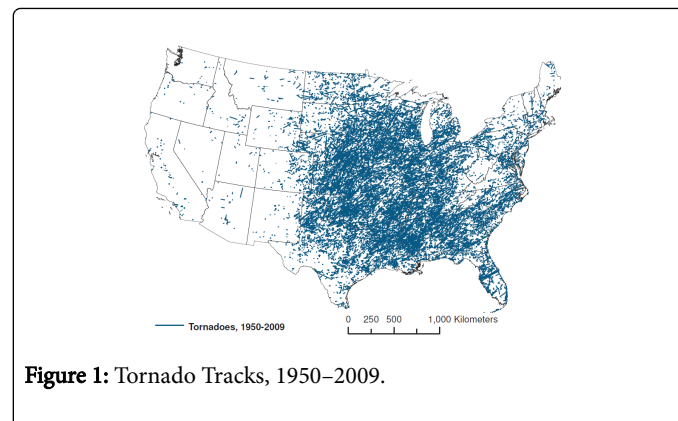 Tornadoes, 1950-2009
0 250 500 1,000 Kilometers
Figure 1: Tornado Tracks, 1950–2009.